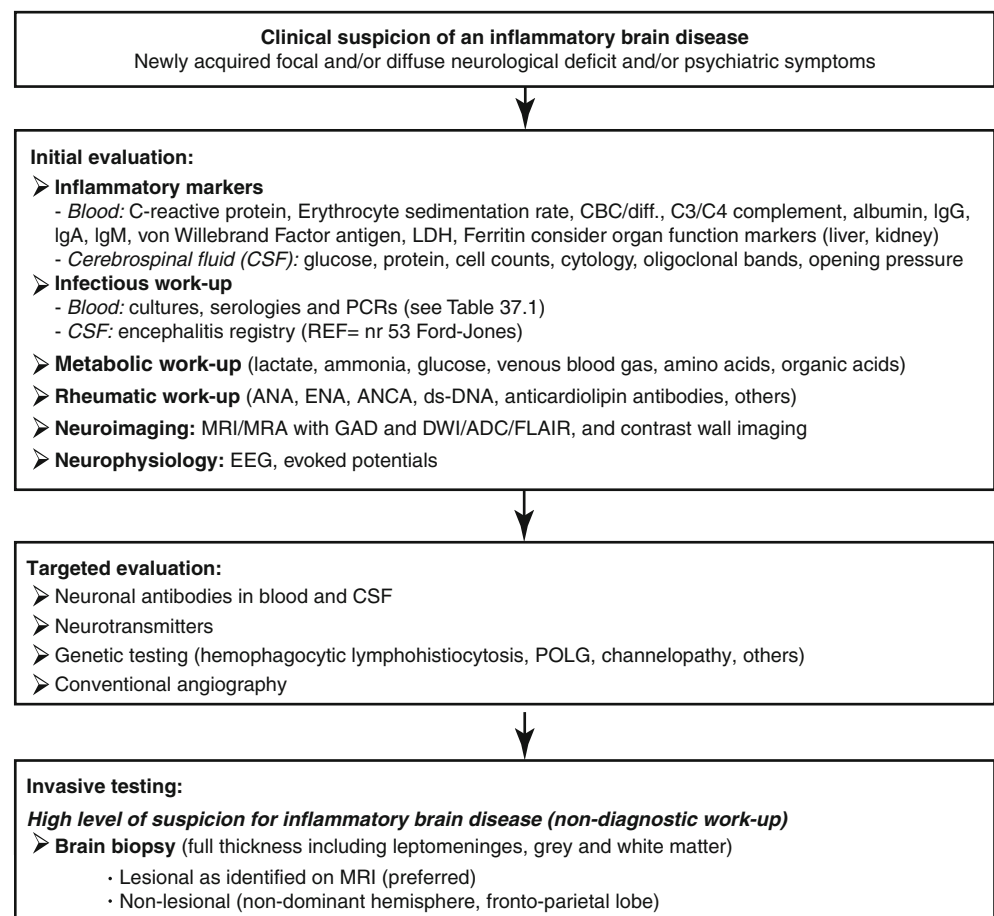 Clinical suspicion of an inflammatory brain disease
Newly acquired focal and/or diffuse neurological deficit and/or psychiatric symptoms
Initial evaluation:
➢ Inflammatory markers
- Blood: C-reactive protein, Erythrocyte sedimentation rate, CBC/diff., C3/C4 complement, albumin, IgG,
IgA, IgM, von Willebrand Factor antigen, LDH, Ferritin consider organ function markers (liver, kidney)
- Cerebrospinal fluid (CSF): glucose, protein, cell counts, cytology, oligoclonal bands, opening pressure
➢ Infectious work-up
- Blood: cultures, serologies and PCRs (see Table 37.1)
- CSF: encephalitis registry (REF= nr 53 Ford-Jones)
➢ Metabolic work-up (lactate, ammonia, glucose, venous blood gas, amino acids, organic acids)
➢ Rheumatic work-up (ANA, ENA, ANCA, ds-DNA, anticardiolipin antibodies, others)
➢ Neuroimaging: MRI/MRA with GAD and DWI/ADC/FLAIR, and contrast wall imaging
➢ Neurophysiology: EEG, evoked potentials
Targeted evaluation:
➢ Neuronal antibodies in blood and CSF
➢ Neurotransmitters
➢ Genetic testing (hemophagocytic lymphohistiocytosis, POLG, channelopathy, others)
➢ Conventional angiography
Invasive testing:
High level of suspicion for inflammatory brain disease (non-diagnostic work-up)
➢ Brain biopsy (full thickness including leptomeninges, grey and white matter)
· Lesional as identified on MRI (preferred)
· Non-lesional (non-dominant hemisphere, fronto-parietal lobe)